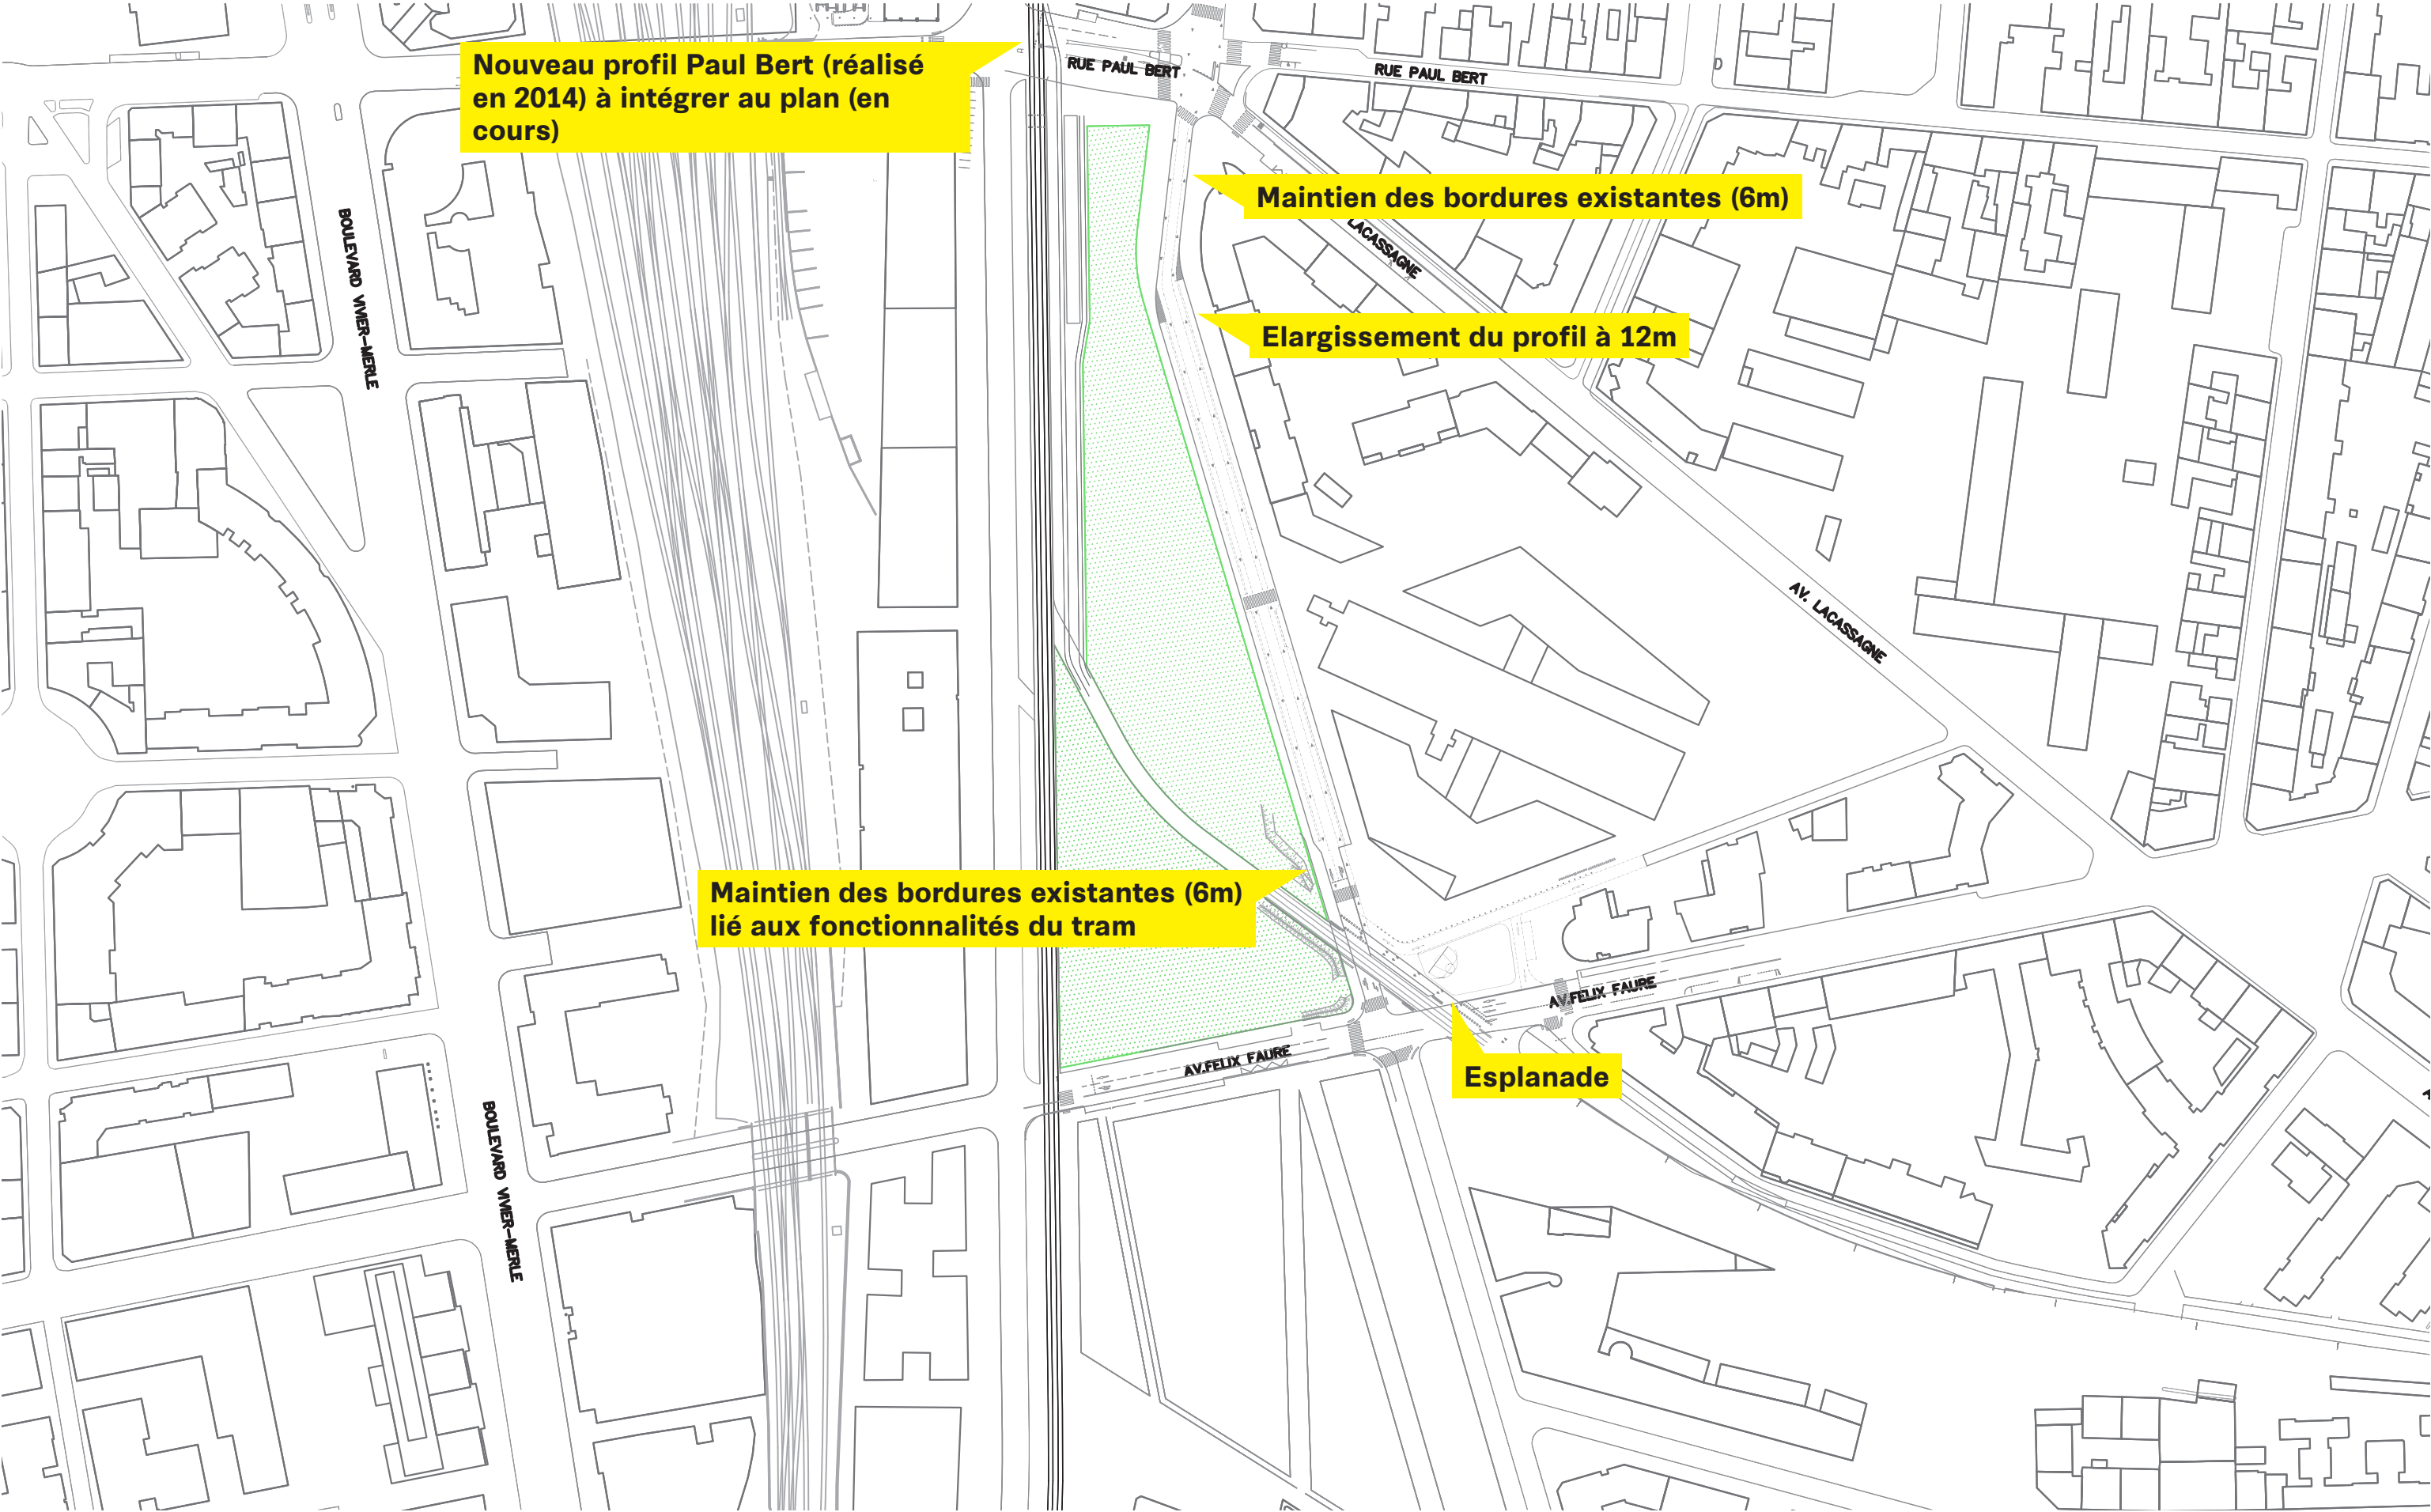 Nouveau profil Paul Bert (réalisé
en 2014) à intégrer au plan (en
cours)
RUE PAUL BERT
RUE PAUL BERT
Maintien des bordures existantes (6m)
LACASSAGNE
BOULEVARD VIVIER-MERLE
Elargissement du profil à 12m
AV. LACASSAGNE
Maintien des bordures existantes (6m)
lié aux fonctionnalités du tram
AV.FELIX FAURE
AV.FELIX FAURE
Esplanade
BOULEVARD VIVIER-MERLE